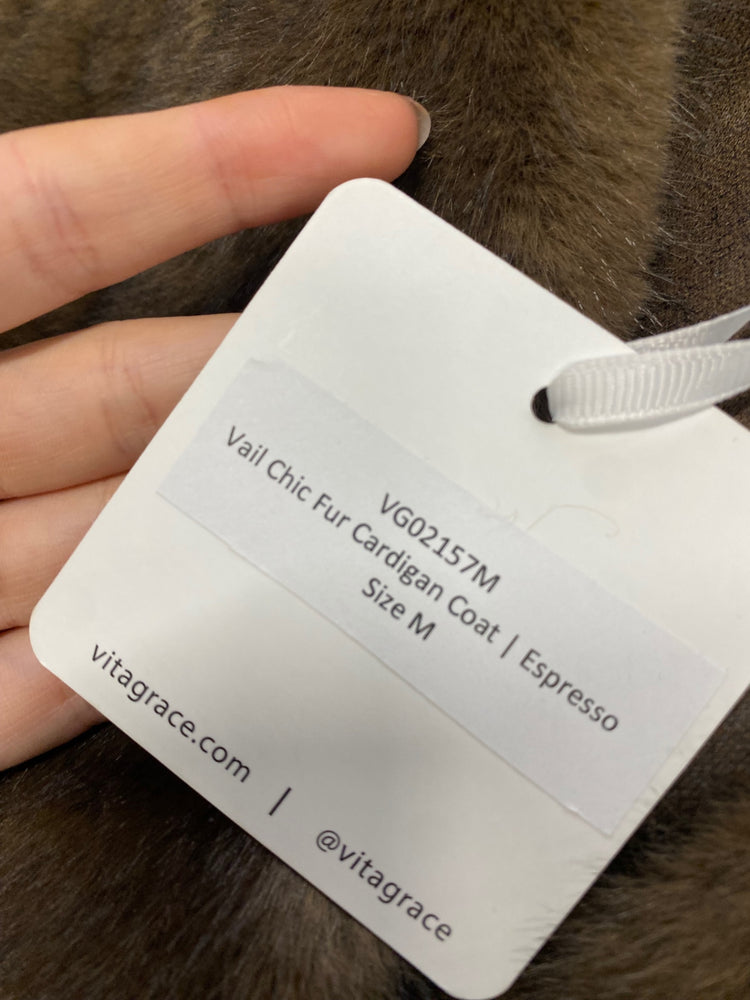 VG02157M
Vail Chic Fur Cardigan Coat | Espresso
Size M
vitagrace.com | @vitagrace